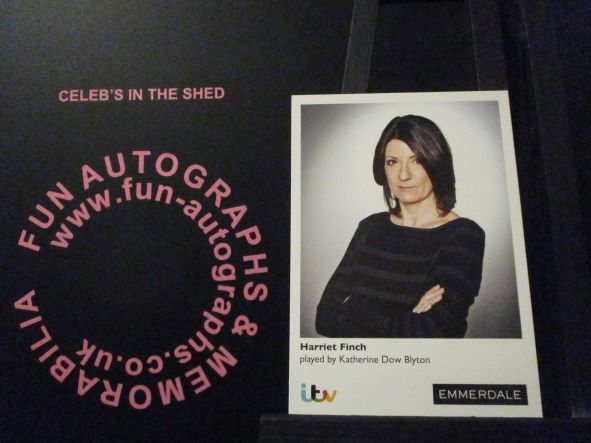 CELEB'S IN THE SHED
FUN AUTOGRAPHS & MEMORABILIA
www.fun-autographs.co.uk
Harriet Finch
played by Katherine Dow Blyton
itv
EMMERDALE